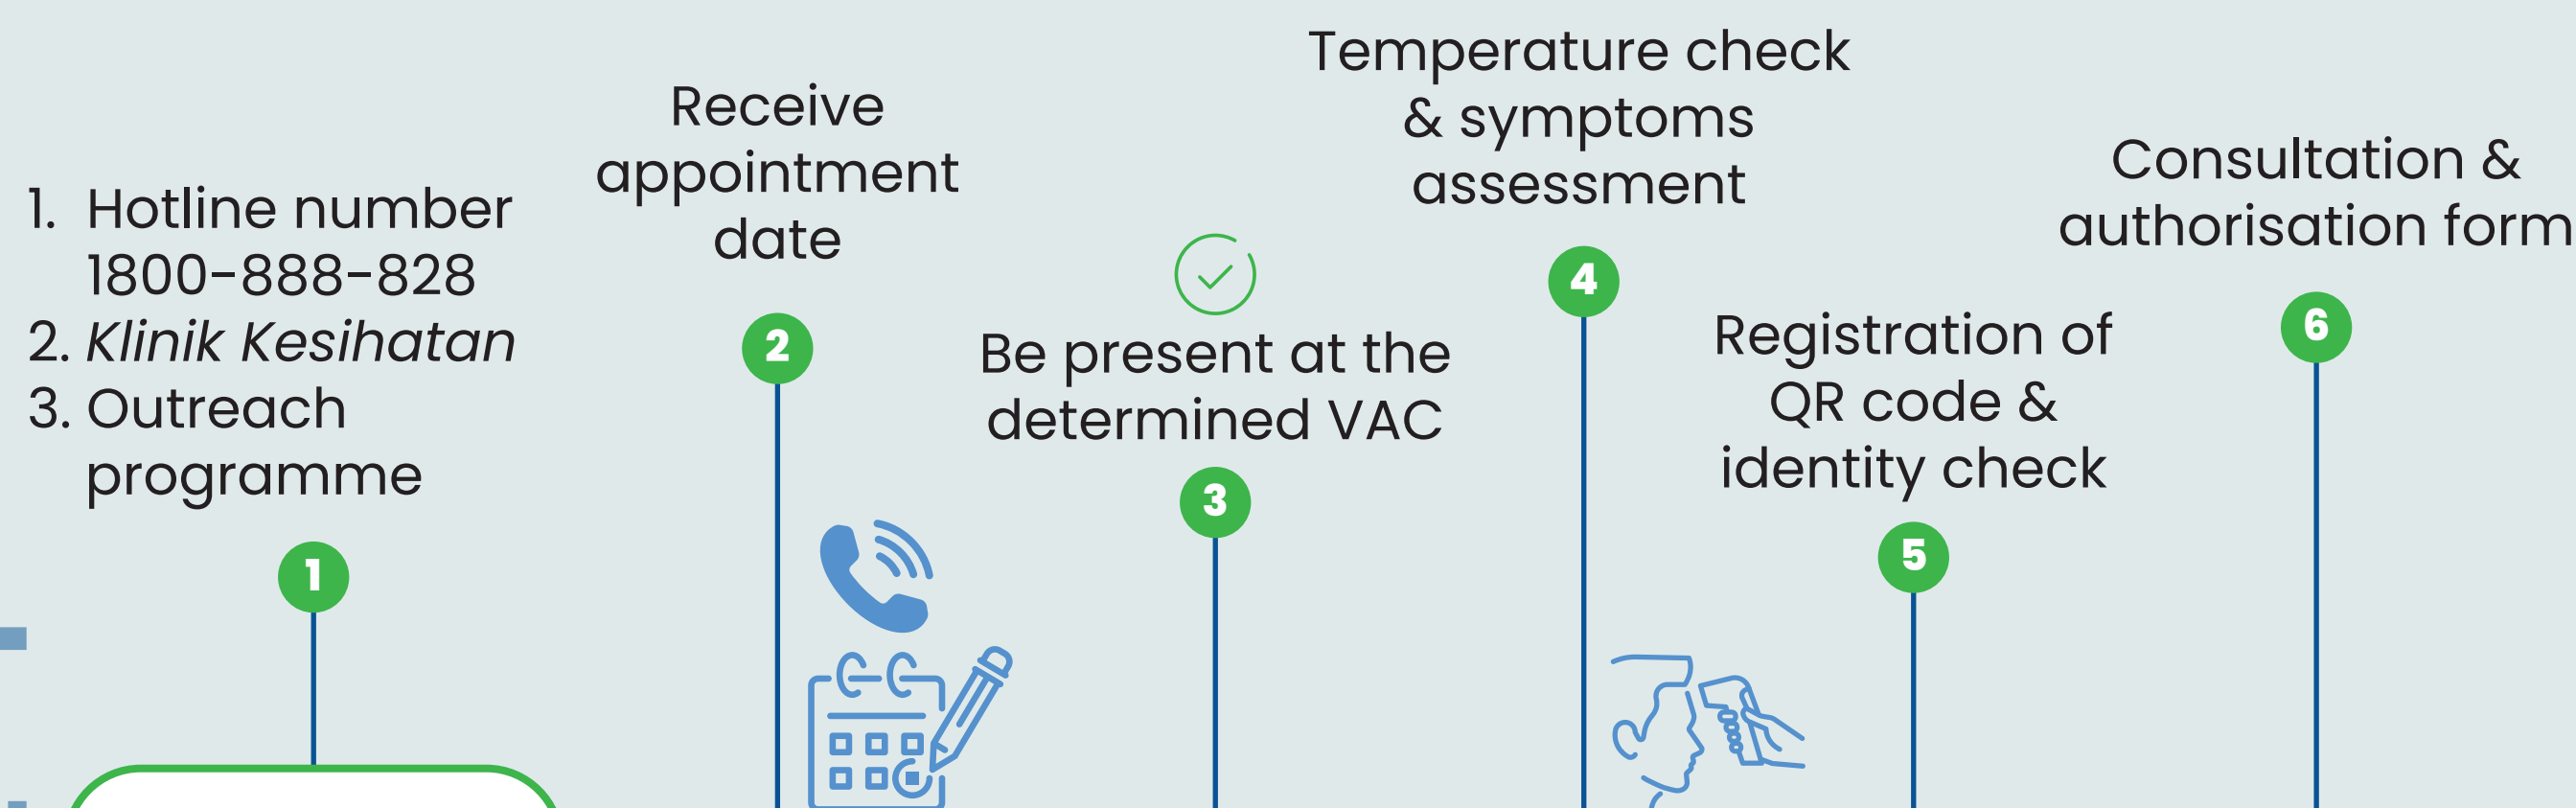 1. Hotline number
1800-888-828
2. Klinik Kesihatan
3. Outreach
programme
1
Receive
appointment
date
2
Be present at the
determined VAC
3
Temperature check
& symptoms
assessment
4
Registration of
QR code &
identity check
5
Consultation &
authorisation form
6